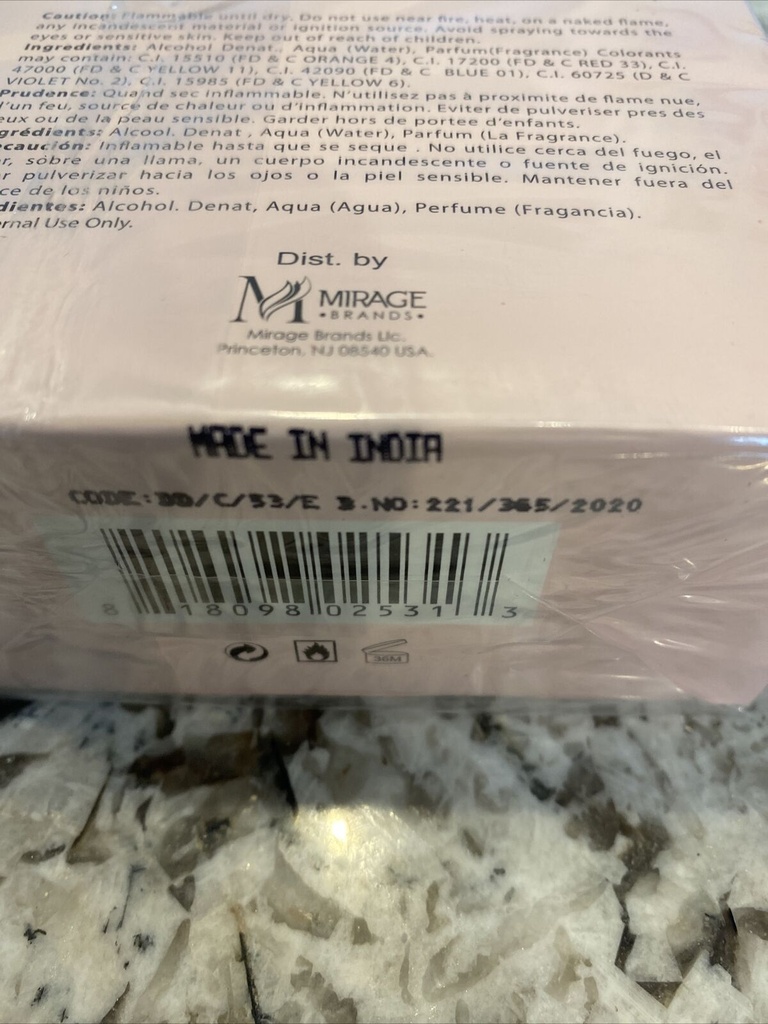 Caution: Flammable until dry. Do not use near fire, heat, on a naked flame,
any incandescent material or ignition source. Avoid spraying towards the
eyes or sensitive skin. Keep out of reach of children.
Ingredients: Alcohol Denat., Aqua (Water), Parfum(Fragrance) Colorants
may contain: C.I. 15510 (FD & C ORANGE 4), C.I. 17200 (FD & C RED 33), C.I.
47000 (FD & C YELLOW 11), C.I. 42090 (FD & C BLUE 01), C.I. 60725 (D & C
VIOLET No. 2), C.I. 15985 (FD & C YELLOW 6).
Prudence: Quand sec inflammable. N'utilisez pas à proximite de flame nue,
d'un feu, source de chaleur ou d'inflammation. Eviter de pulveriser pres des
eux ou de la peau sensible. Garder hors de portee d'enfants.
grédients: Alcool. Denat , Aqua (Water), Parfum (La Fragrance).
ecaución: Inflamable hasta que se seque . No utilice cerca del fuego, el
r, sóbre una llama, un cuerpo incandescente o fuente de ignición.
r pulverizar hacia los ojos o la piel sensible. Mantener fuera del
ce de los niños.
dientes: Alcohol. Denat, Aqua (Agua), Perfume (Fragancia).
rnal Use Only.
Dist. by
MIRAGE
•BRANDS•
Mirage Brands Llc.
Princeton, NJ 08540 USA.
MADE IN INDIA
CODE:3D/C/53/E B.NO:221/365/2020
8 18098 02531 3
36M